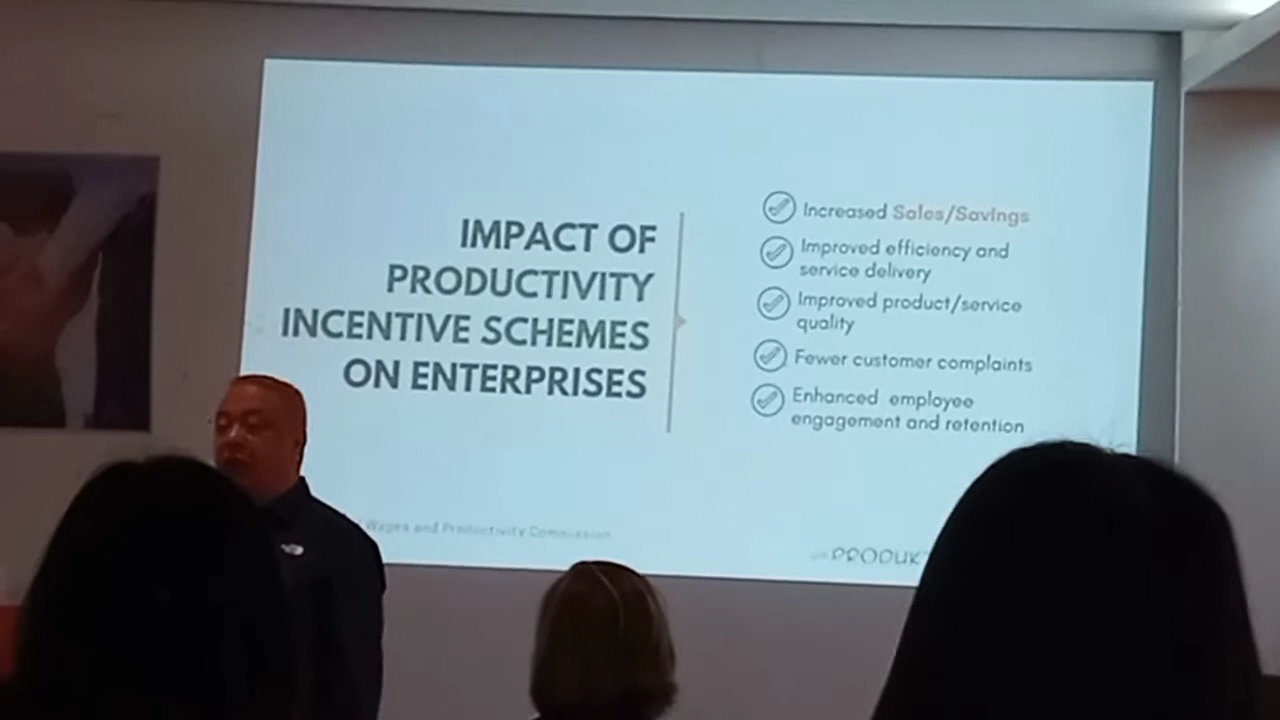 IMPACT OF
PRODUCTIVITY
INCENTIVE SCHEMES
ON ENTERPRISES
Increased Sales/Savings
Improved efficiency and
service delivery
Improved product/service
quality
Fewer customer complaints
Enhanced employee
engagement and retention
Wages and Productivity Commission
PRODUK